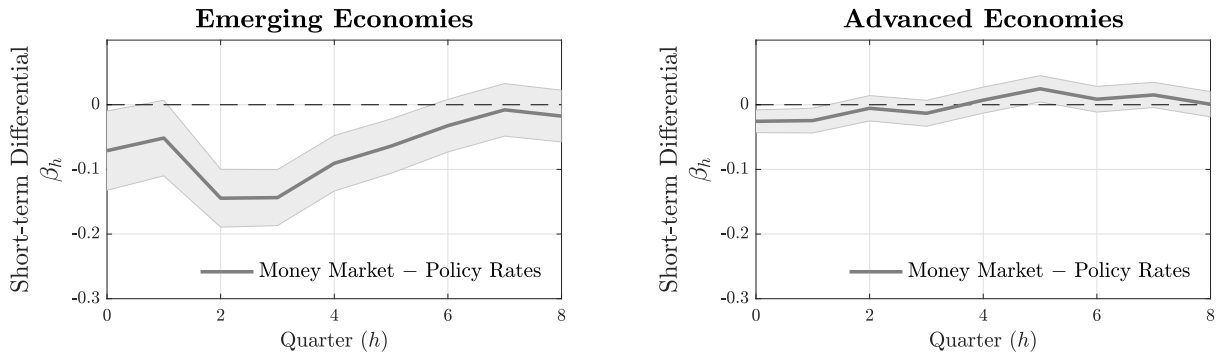 Emerging Economies
Short-term Differential
βh
0
-0.1
-0.2
-0.3
Money Market − Policy Rates
0
2
4
6
8
Quarter (h)
Advanced Economies
Short-term Differential
βh
0
-0.1
-0.2
-0.3
Money Market − Policy Rates
0
2
4
6
8
Quarter (h)